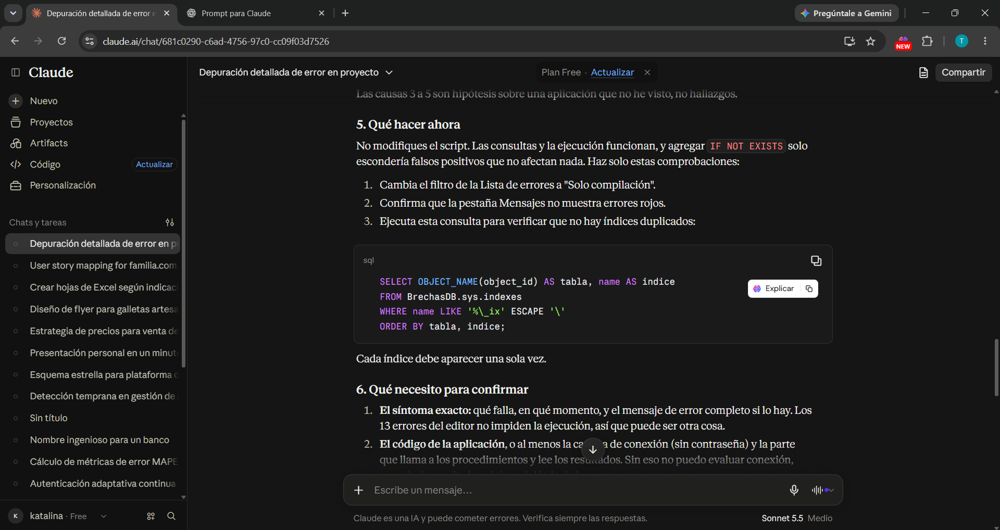 Depuración detallada de error e
Prompt para Claude
Pregúntale a Gemini
claude.ai/chat/681c0290-c6ad-4756-97c0-cc09f03d7526
NEW
T
Claude
Nuevo
Proyectos
Artifacts
Código
Actualizar
Personalización
Chats y tareas
Depuración detallada de error en p
User story mapping for familia.com
Crear hojas de Excel según indicaci
Diseño de flyer para galletas artesa
Estrategia de precios para venta de
Presentación personal en un minut
Esquema estrella para plataforma d
Detección temprana en gestión de
Sin título
Nombre ingenioso para un banco
Cálculo de métricas de error MAPE
Autenticación adaptativa continua
K
katalina · Free
Depuración detallada de error en proyecto
Plan Free · Actualizar
Compartir
Las causas 3 a 5 son hipótesis sobre una aplicación que no he visto, no hallazgos.
5. Qué hacer ahora
No modifiques el script. Las consultas y la ejecución funcionan, y agregar IF NOT EXISTS solo
escondería falsos positivos que no afectan nada. Haz solo estas comprobaciones:
1. Cambia el filtro de la Lista de errores a "Solo compilación".
2. Confirma que la pestaña Mensajes no muestra errores rojos.
3. Ejecuta esta consulta para verificar que no hay índices duplicados:
sql
SELECT OBJECT_NAME(object_id) AS tabla, name AS indice
FROM BrechasDB.sys.indexes
WHERE name LIKE '%\_ix' ESCAPE '\'
ORDER BY tabla, indice;
Explicar
Cada índice debe aparecer una sola vez.
6. Qué necesito para confirmar
1. El síntoma exacto: qué falla, en qué momento, y el mensaje de error completo si lo hay. Los
13 errores del editor no impiden la ejecución, así que puede ser otra cosa.
2. El código de la aplicación, o al menos la ca a de conexión (sin contraseña) y la parte
que llama a los procedimientos y lee los resultados. Sin eso no puedo evaluar conexión,
Escribe un mensaje...
Claude es una IA y puede cometer errores. Verifica siempre las respuestas.
Sonnet 5.5 Medio